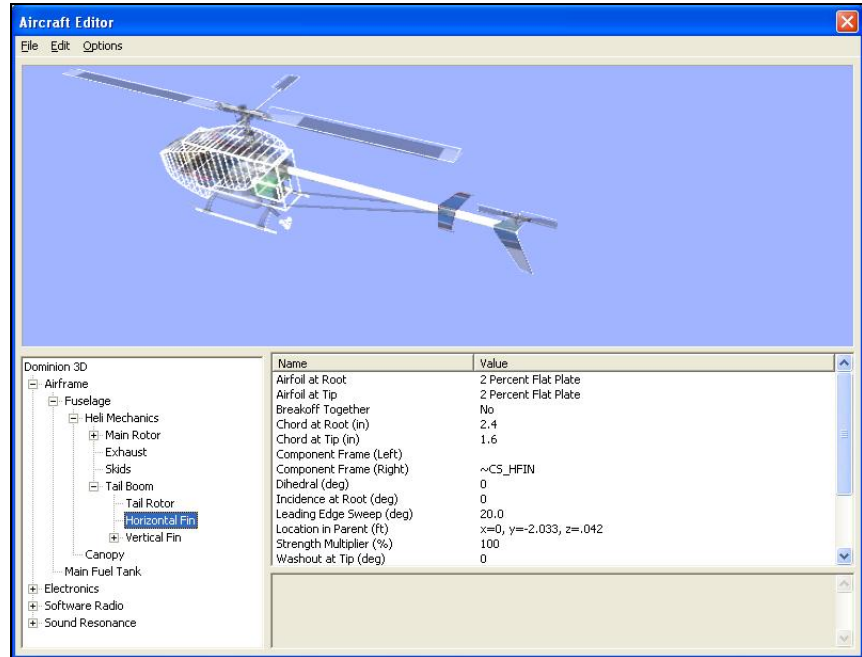 Aircraft Editor
File Edit Options
Dominion 3D
Airframe
Fuselage
Heli Mechanics
Main Rotor
Exhaust
Skids
Tail Boom
Tail Rotor
Horizontal Fin
Vertical Fin
Canopy
Main Fuel Tank
Electronics
Software Radio
Sound Resonance
Name Value
Airfoil at Root 2 Percent Flat Plate
Airfoil at Tip 2 Percent Flat Plate
Breakoff Together No
Chord at Root (in) 2.4
Chord at Tip (in) 1.6
Component Frame (Left)
Component Frame (Right) ~CS_HFIN
Dihedral (deg) 0
Incidence at Root (deg) 0
Leading Edge Sweep (deg) 20.0
Location in Parent (ft) x=0, y=-2.033, z=.042
Strength Multiplier (%) 100
Washout at Tip (deg) 0